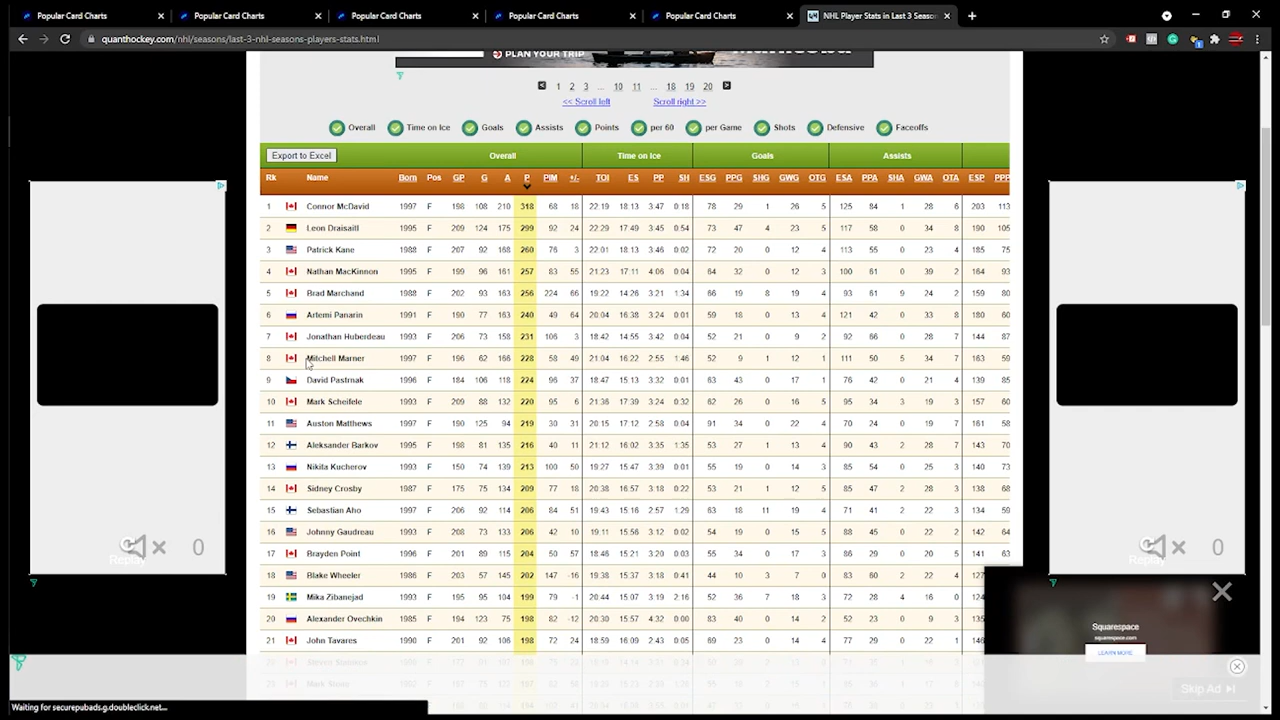 Popular Card Charts Popular Card Charts Popular Card Charts Popular Card Charts Popular Card Charts NHL Player Stats in Last 3 Seaso
quanthockey.com/nhl/seasons/last-3-nhl-seasons-players-stats.html
PLAN YOUR TRIP
1 2 3 ... 10 11 ... 18 19 20
<< Scroll left Scroll right >>
Overall Time on Ice Goals Assists Points per 60 per Game Shots Defensive Faceoffs
Export to Excel Overall Time on Ice Goals Assists
Rk Name Born Pos GP G A P PIM +/- TOI ES PP SH ESG PPG SHG GWG OTG ESA PPA SHA GWA OTA ESP PPP
1 Connor McDavid 1997 F 198 108 210 318 68 18 22:19 18:13 3:47 0:18 78 29 1 26 5 125 84 1 28 6 203 113
2 Leon Draisaitl 1995 F 209 124 175 299 92 24 22:29 17:49 3:45 0:54 73 47 4 23 5 117 58 0 34 8 190 105
3 Patrick Kane 1988 F 207 92 168 260 76 3 22:01 18:13 3:46 0:02 72 20 0 12 4 113 55 0 23 4 185 75
4 Nathan MacKinnon 1995 F 199 96 161 257 83 55 21:23 17:11 4:06 0:04 64 32 0 12 3 100 61 0 39 2 164 93
5 Brad Marchand 1988 F 202 93 163 256 224 66 19:22 14:26 3:21 1:34 66 19 8 19 4 93 61 9 24 2 159 80
6 Artemi Panarin 1991 F 190 77 163 240 49 64 20:04 16:38 3:24 0:01 59 18 0 13 4 121 42 0 33 8 180 60
7 Jonathan Huberdeau 1993 F 206 73 158 231 116 3 18:42 14:55 3:42 0:04 52 21 0 9 2 92 66 0 28 7 144 87
8 Mitchell Marner 1997 F 196 62 166 228 58 49 21:04 16:22 2:55 1:46 52 9 1 12 1 111 50 5 34 7 163 59
9 David Pastrnak 1996 F 184 106 118 224 96 37 18:47 15:13 3:32 0:01 63 43 0 17 1 76 42 0 21 4 139 85
10 Mark Scheifele 1993 F 209 88 132 220 95 6 21:36 17:39 3:24 0:32 62 26 0 16 5 95 34 3 19 3 157 60
11 Auston Matthews 1997 F 190 125 94 219 30 31 20:15 17:12 2:58 0:04 91 34 0 22 4 70 24 0 17 1 161 58
12 Aleksander Barkov 1995 F 198 81 135 216 40 11 21:12 16:02 3:35 1:35 53 27 1 13 4 90 43 2 28 7 143 70
13 Nikita Kucherov 1993 F 150 74 139 213 100 50 19:27 15:47 3:39 0:01 55 19 0 14 3 85 54 0 25 3 140 73
14 Sidney Crosby 1987 F 175 75 134 209 77 18 20:38 16:57 3:18 0:22 53 21 1 12 5 85 47 2 28 3 138 68
15 Sebastian Aho 1997 F 206 92 114 206 84 51 19:43 15:16 2:57 1:29 63 18 11 19 4 71 41 2 22 2 134 59
16 Johnny Gaudreau 1993 F 208 73 133 206 42 10 19:11 15:56 3:12 0:02 54 19 0 15 5 88 45 0 22 2 142 64
17 Brayden Point 1996 F 201 89 115 204 50 57 18:46 15:21 3:20 0:03 55 34 0 17 5 86 29 0 20 5 141 63
18 Blake Wheeler 1986 F 203 57 145 202 147 -16 19:38 15:37 3:18 0:41 44 10 3 7 0 83 60 2 22 4 127
19 Mika Zibanejad 1993 F 195 95 104 199 79 -1 20:44 15:07 3:19 2:16 52 36 7 18 3 72 28 4 16 0 124
20 Alexander Ovechkin 1985 F 194 123 75 198 82 -12 20:30 15:57 4:32 0:00 83 40 0 14 2 52 23 0 9 3 135
21 John Tavares 1990 F 201 92 106 198 72 24 18:59 16:09 2:43 0:05 69 23 0 14 4 77 29 0 22 1 146
Replay 0
Replay 0
Squarespace
squarespace.com
LEARN MORE
Skip Ad
Waiting for securepubads.g.doubleclick.net...